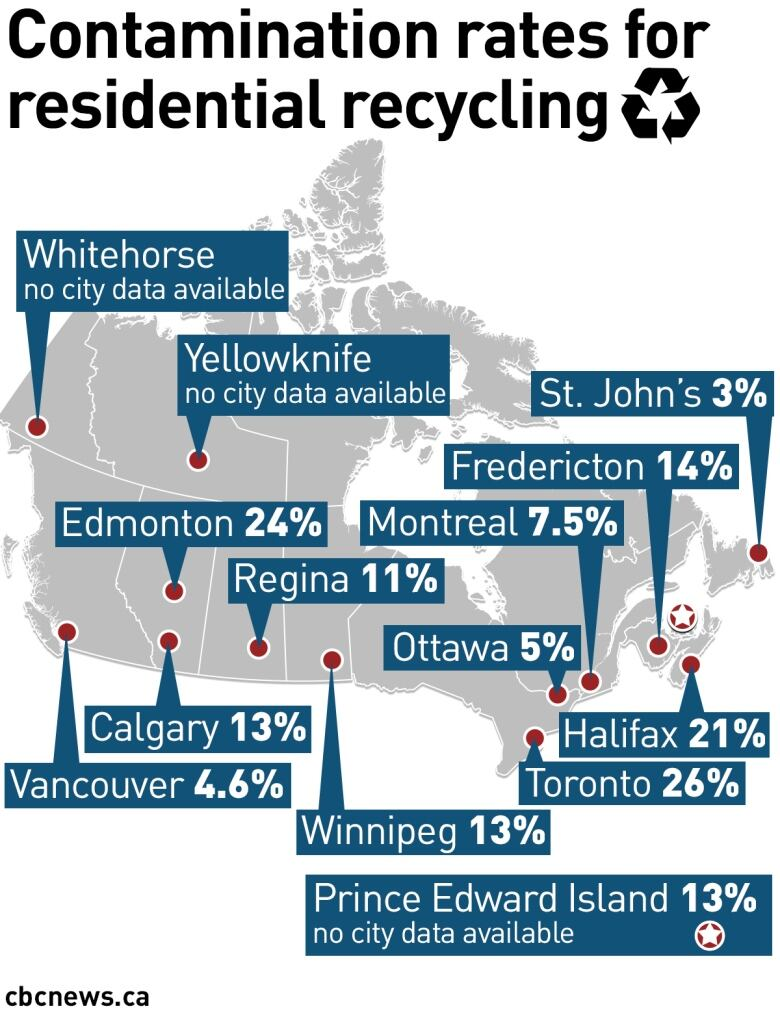 Contamination rates for
residential recycling
Whitehorse
no city data available
Yellowknife
no city data available
St. John's 3%
Fredericton 14%
Edmonton 24%
Montreal 7.5%
Regina 11%
Ottawa 5%
Calgary 13%
Halifax 21%
Vancouver 4.6%
Toronto 26%
Winnipeg 13%
Prince Edward Island 13%
no city data available
cbcnews.ca